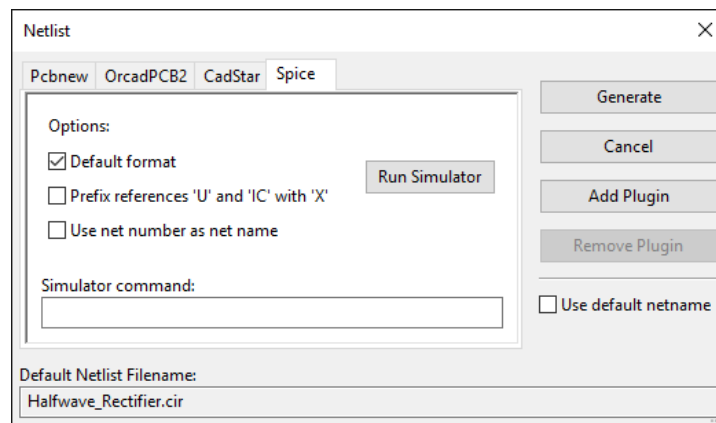 Netlist
Pcbnew OrcadPCB2 CadStar Spice
Options:
Default format
Prefix references 'U' and 'IC' with 'X'
Use net number as net name
Run Simulator
Simulator command:
Generate
Cancel
Add Plugin
Remove Plugin
Use default netname
Default Netlist Filename:
Halfwave_Rectifier.cir